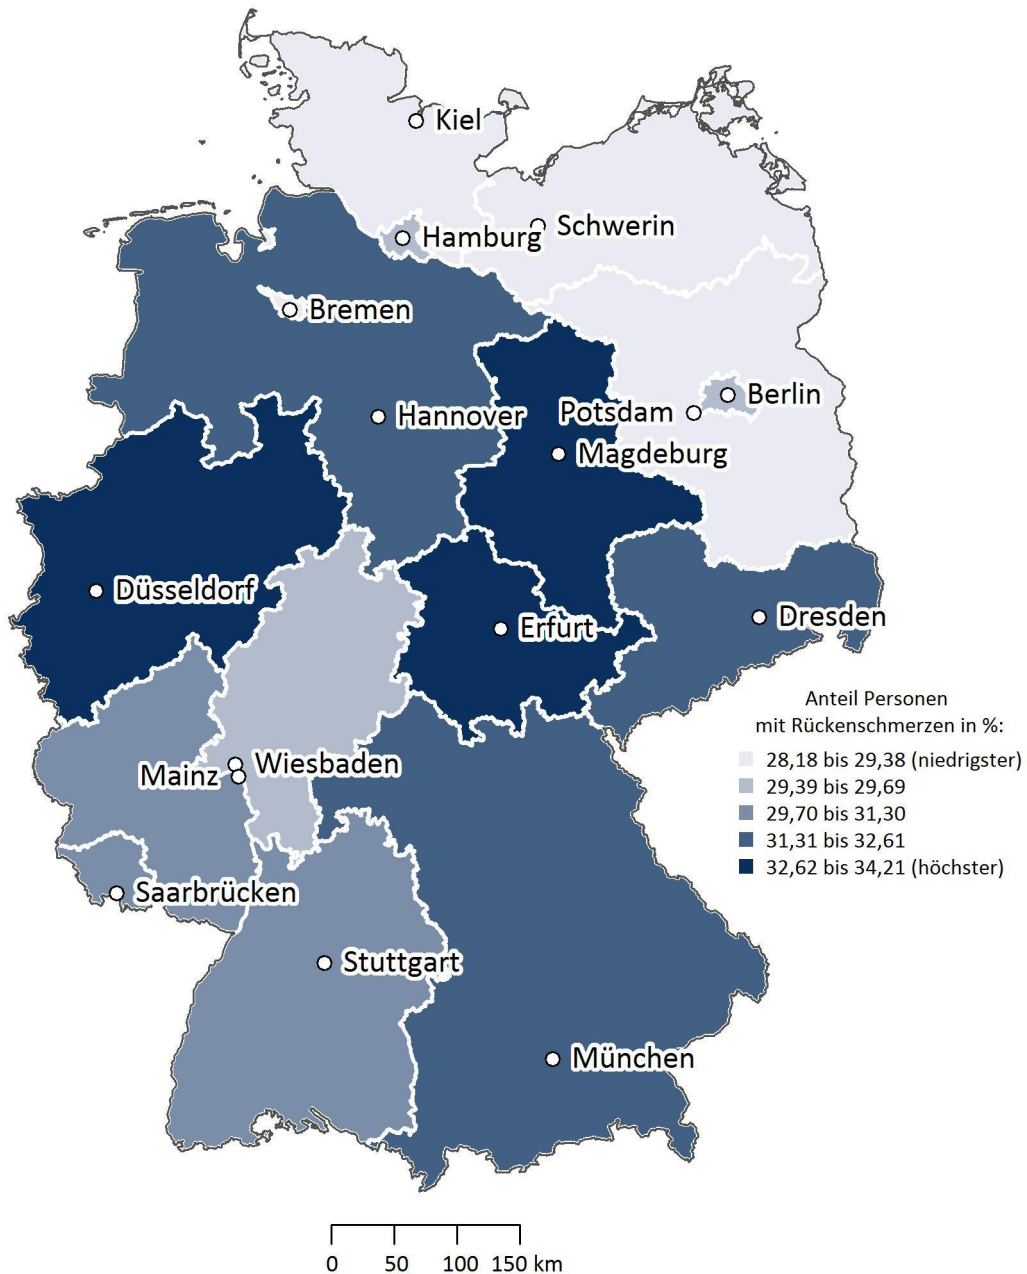 Kiel
Schwerin
Hamburg
Bremen
Berlin
Potsdam
Hannover
Magdeburg
Düsseldorf
Dresden
Erfurt
Anteil Personen
mit Rückenschmerzen in %:
28,18 bis 29,38 (niedrigster)
29,39 bis 29,69
29,70 bis 31,30
31,31 bis 32,61
32,62 bis 34,21 (höchster)
Wiesbaden
Mainz
Saarbrücken
Stuttgart
München
0 50 100 150 km